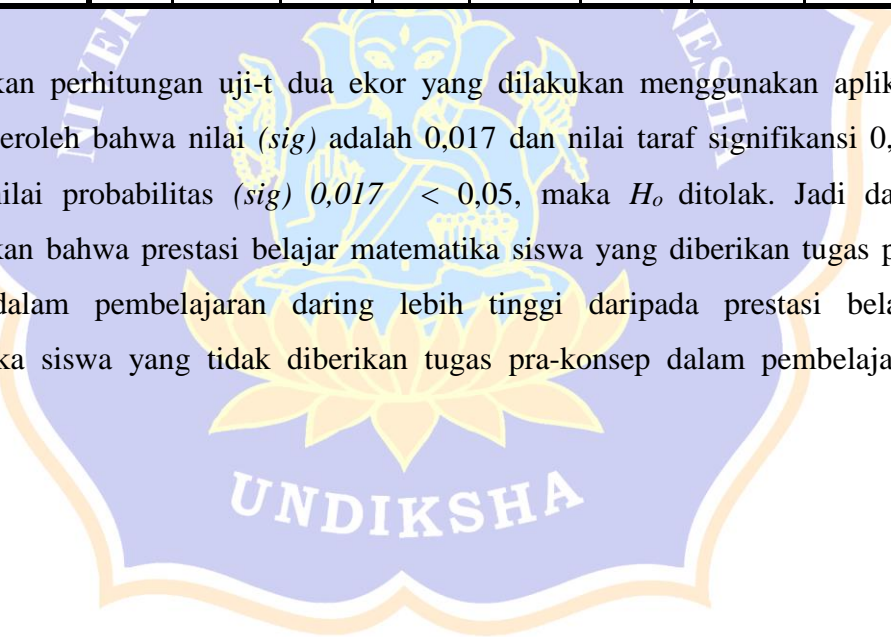 kan perhitungan uji-t dua ekor yang dilakukan menggunakan aplik
eroleh bahwa nilai (sig) adalah 0,017 dan nilai taraf signifikansi 0,
nilai probabilitas (sig) 0,017 < 0,05, maka Ho ditolak. Jadi da
kan bahwa prestasi belajar matematika siswa yang diberikan tugas p
dalam pembelajaran daring lebih tinggi daripada prestasi bela
ka siswa yang tidak diberikan tugas pra-konsep dalam pembelaja
UNDIKSHA